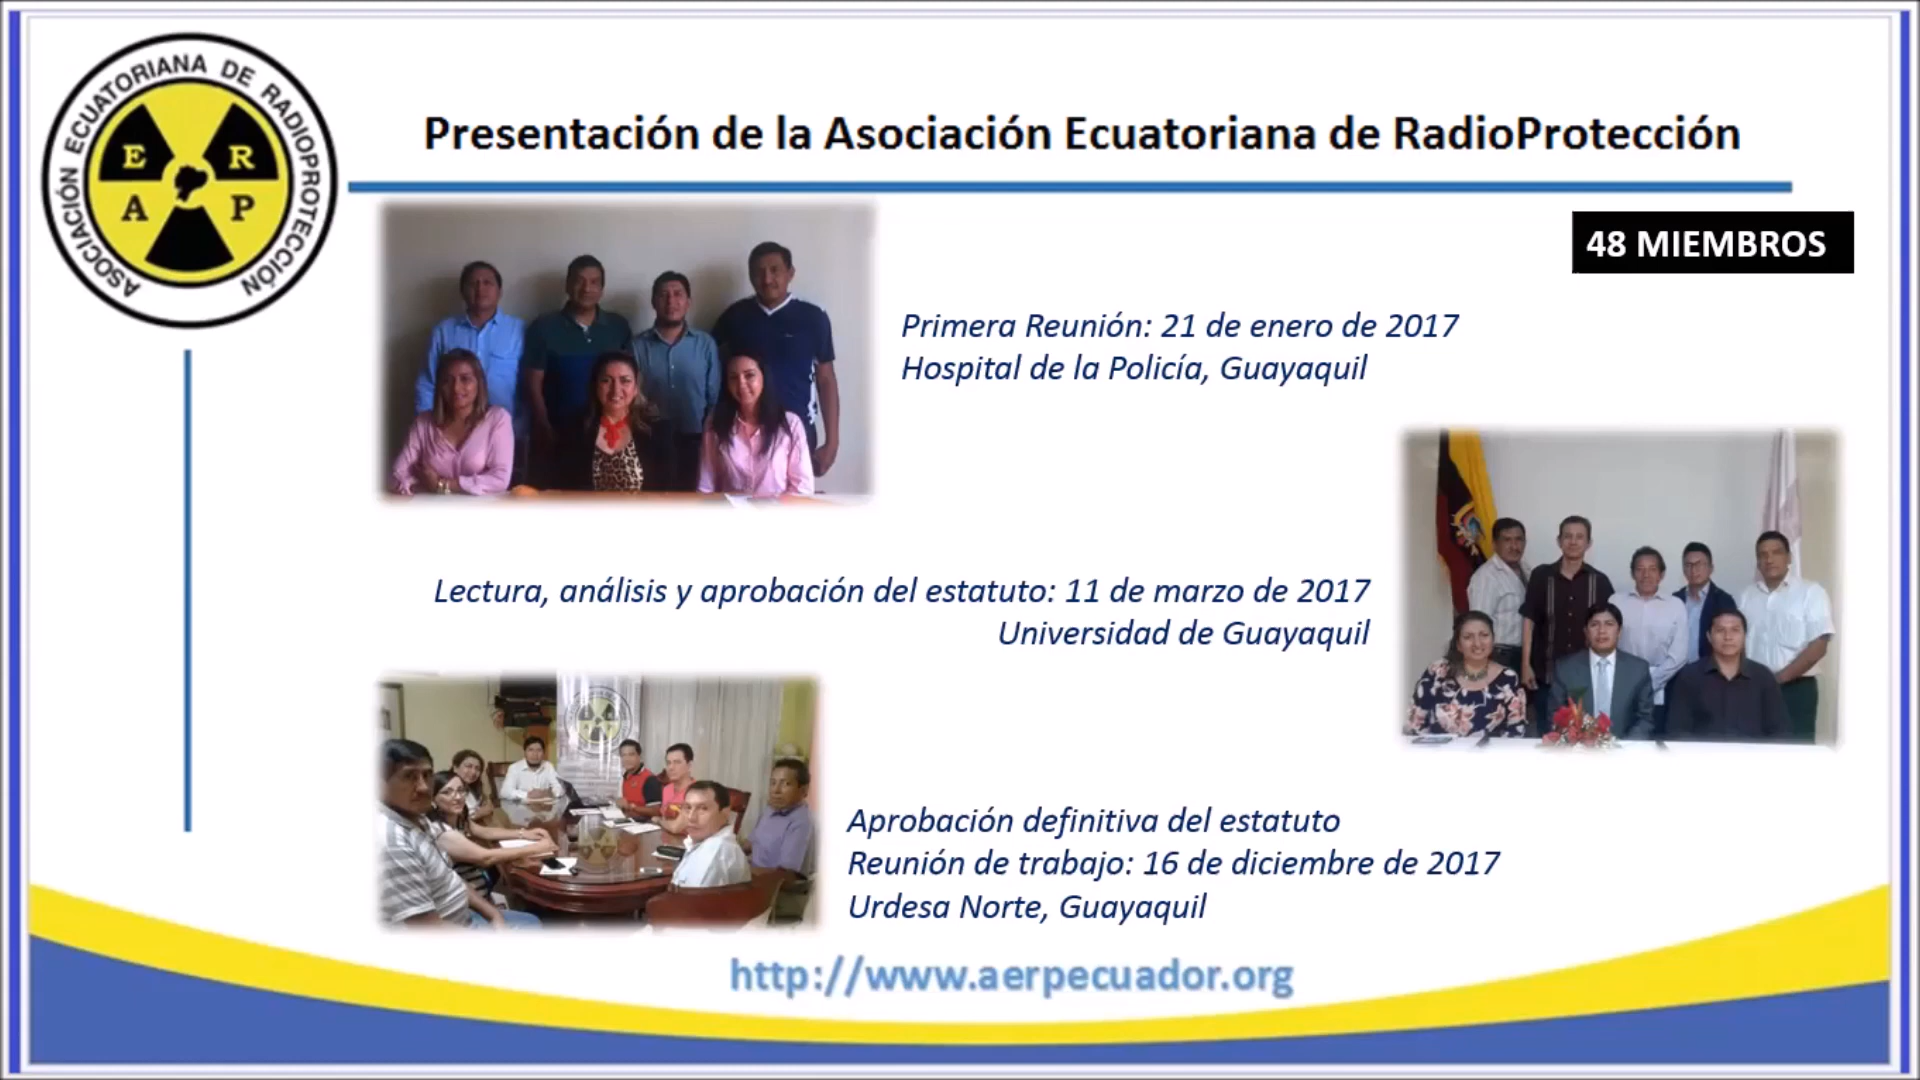 ASOCIACIÓN ECUATORIANA DE RADIOPROTECCIÓN
E R
A P
Presentación de la Asociación Ecuatoriana de RadioProtección
48 MIEMBROS
Primera Reunión: 21 de enero de 2017
Hospital de la Policía, Guayaquil
Lectura, análisis y aprobación del estatuto: 11 de marzo de 2017
Universidad de Guayaquil
Aprobación definitiva del estatuto
Reunión de trabajo: 16 de diciembre de 2017
Urdesa Norte, Guayaquil
http://www.aerpecuador.org